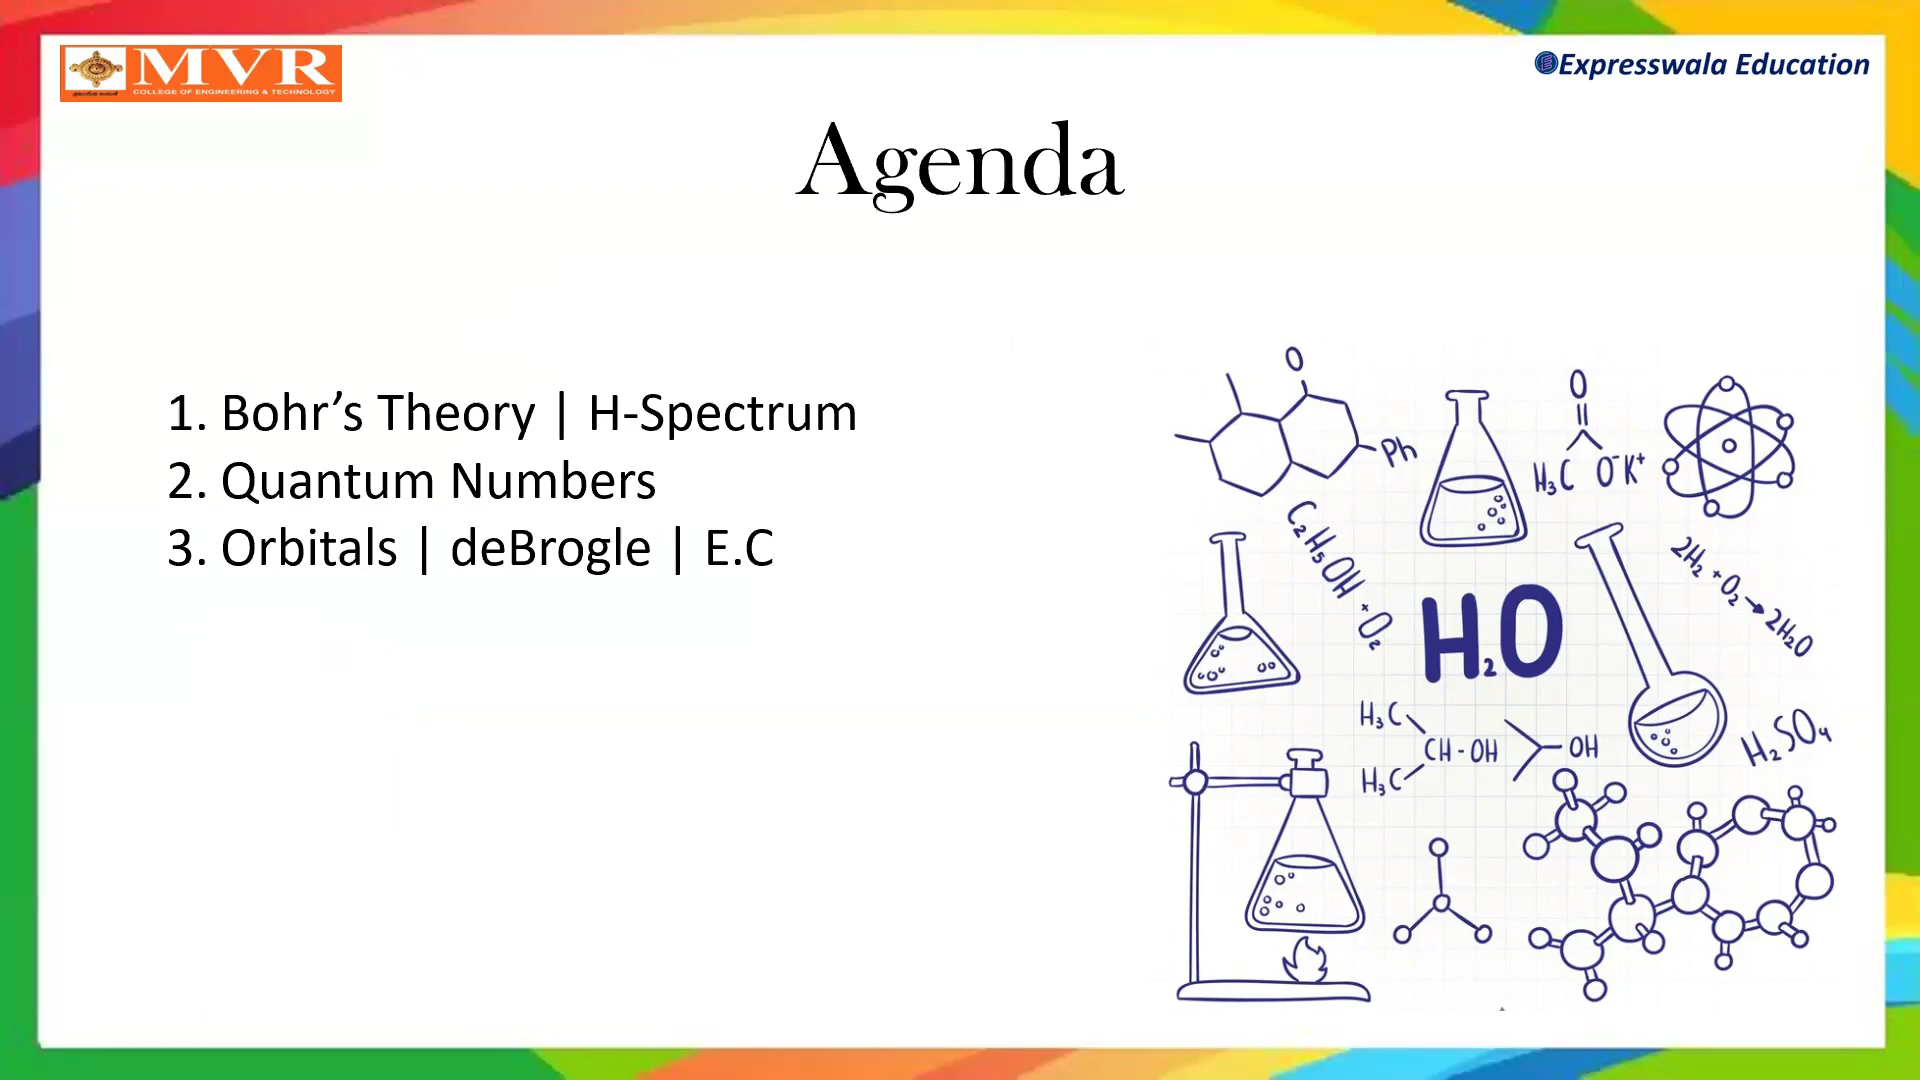 MVR
COLLEGE OF ENGINEERING & TECHNOLOGY
Expresswala Education
Agenda
1. Bohr’s Theory | H-Spectrum
2. Quantum Numbers
3. Orbitals | deBrogle | E.C
O
Ph
O
H₃C O⁻K⁺
C₂H₅OH + O₂
2H₂ + O₂ → 2H₂O
H₂O
H₃C
CH - OH
H₃C
OH
H₂SO₄